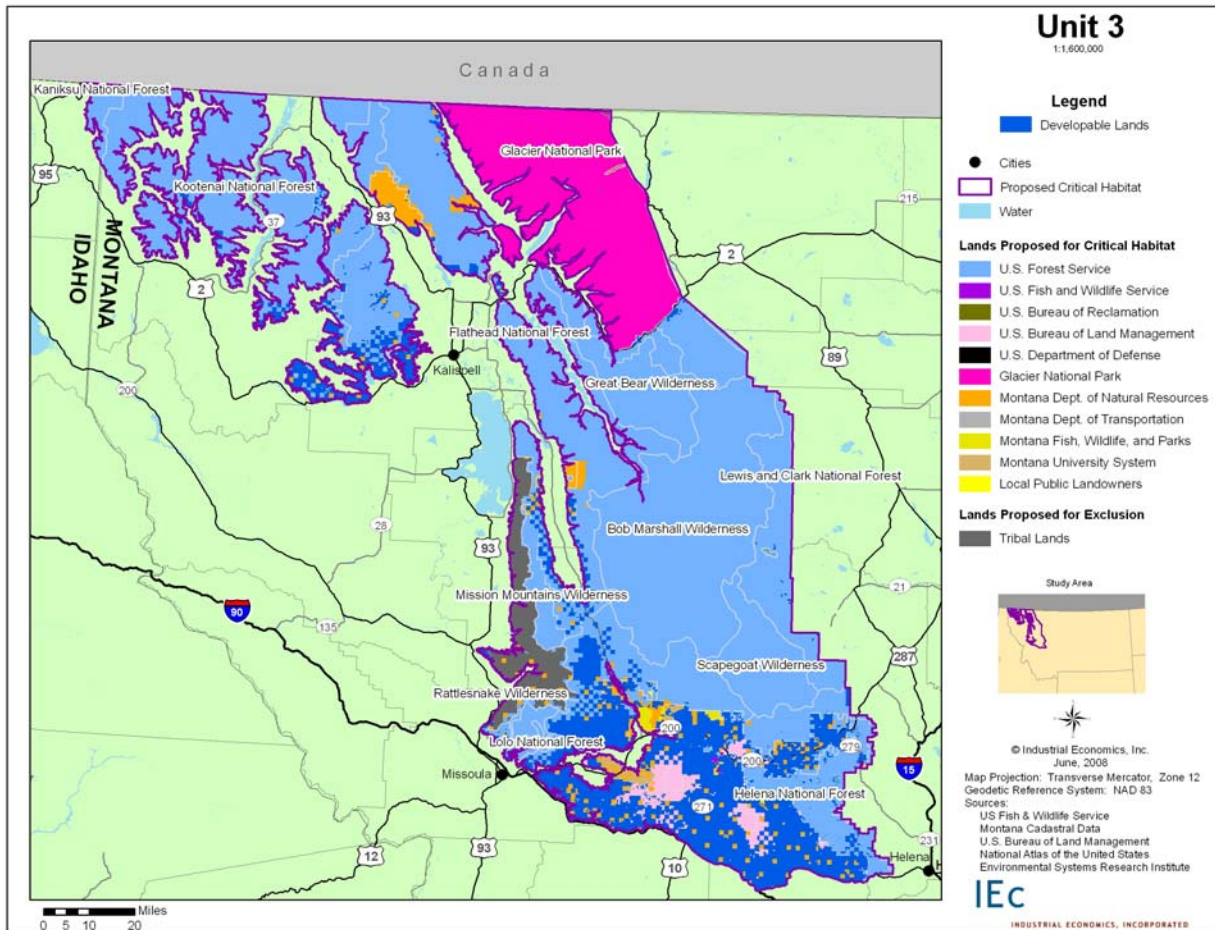 Unit 3
1:1,600,000
Legend
Developable Lands
Cities
Proposed Critical Habitat
Water
Lands Proposed for Critical Habitat
U.S. Forest Service
U.S. Fish and Wildlife Service
U.S. Bureau of Reclamation
U.S. Bureau of Land Management
U.S. Department of Defense
Glacier National Park
Montana Dept. of Natural Resources
Montana Dept. of Transportation
Montana Fish, Wildlife, and Parks
Montana University System
Local Public Landowners
Lands Proposed for Exclusion
Tribal Lands
Study Area
© Industrial Economics, Inc.
June, 2008
Map Projection: Transverse Mercator, Zone 12
Geodetic Reference System: NAD 83
Sources:
US Fish & Wildlife Service
Montana Cadastral Data
U.S. Bureau of Land Management
National Atlas of the United States
Environmental Systems Research Institute
IEc
INDUSTRIAL ECONOMICS, INCORPORATED
Canada
Kaniksu National Forest
Glacier National Park
95
Kootenai National Forest
215
93
37
MONTANA
IDAHO
2
2
Flathead National Forest
89
Kalispell
Great Bear Wilderness
200
Lewis and Clark National Forest
Bob Marshall Wilderness
28
93
21
Mission Mountains Wilderness
90
135
287
Scapegoat Wilderness
Rattlesnake Wilderness
200
Lolo National Forest
279
200
15
Missoula
Helena National Forest
271
231
93
12
10
Helena
H
Miles
0 5 10 20